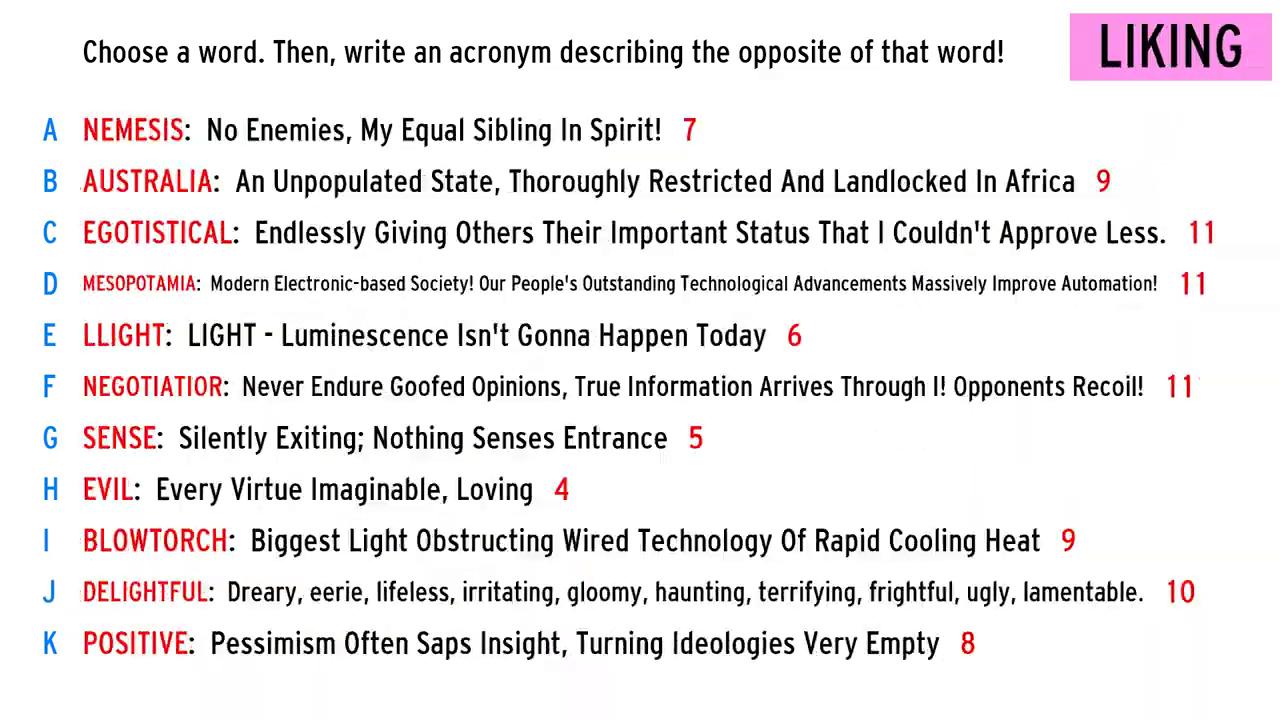 Choose a word. Then, write an acronym describing the opposite of that word!
LIKING
A NEMESIS: No Enemies, My Equal Sibling In Spirit! 7
B AUSTRALIA: An Unpopulated State, Thoroughly Restricted And Landlocked In Africa 9
C EGOTISTICAL: Endlessly Giving Others Their Important Status That I Couldn't Approve Less. 11
D MESOPOTAMIA: Modern Electronic-based Society! Our People's Outstanding Technological Advancements Massively Improve Automation! 11
E LLIGHT: LIGHT - Luminescence Isn't Gonna Happen Today 6
F NEGOTIATIOR: Never Endure Goofed Opinions, True Information Arrives Through I! Opponents Recoil! 11
G SENSE: Silently Exiting; Nothing Senses Entrance 5
H EVIL: Every Virtue Imaginable, Loving 4
I BLOWTORCH: Biggest Light Obstructing Wired Technology Of Rapid Cooling Heat 9
J DELIGHTFUL: Dreary, eerie, lifeless, irritating, gloomy, haunting, terrifying, frightful, ugly, lamentable. 10
K POSITIVE: Pessimism Often Saps Insight, Turning Ideologies Very Empty 8